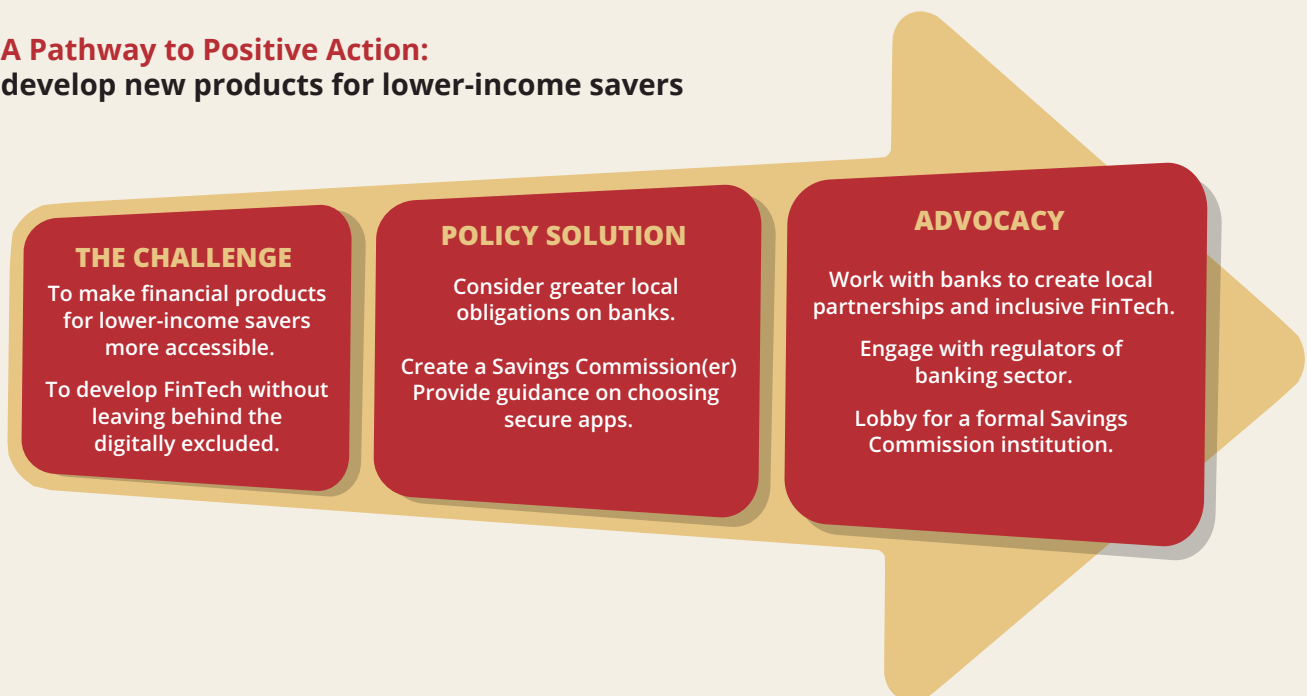 A Pathway to Positive Action:
develop new products for lower-income savers
THE CHALLENGE
To make financial products
for lower-income savers
more accessible.
To develop FinTech without
leaving behind the
digitally excluded.
POLICY SOLUTION
Consider greater local
obligations on banks.
Create a Savings Commission(er)
Provide guidance on choosing
secure apps.
ADVOCACY
Work with banks to create local
partnerships and inclusive FinTech.
Engage with regulators of
banking sector.
Lobby for a formal Savings
Commission institution.